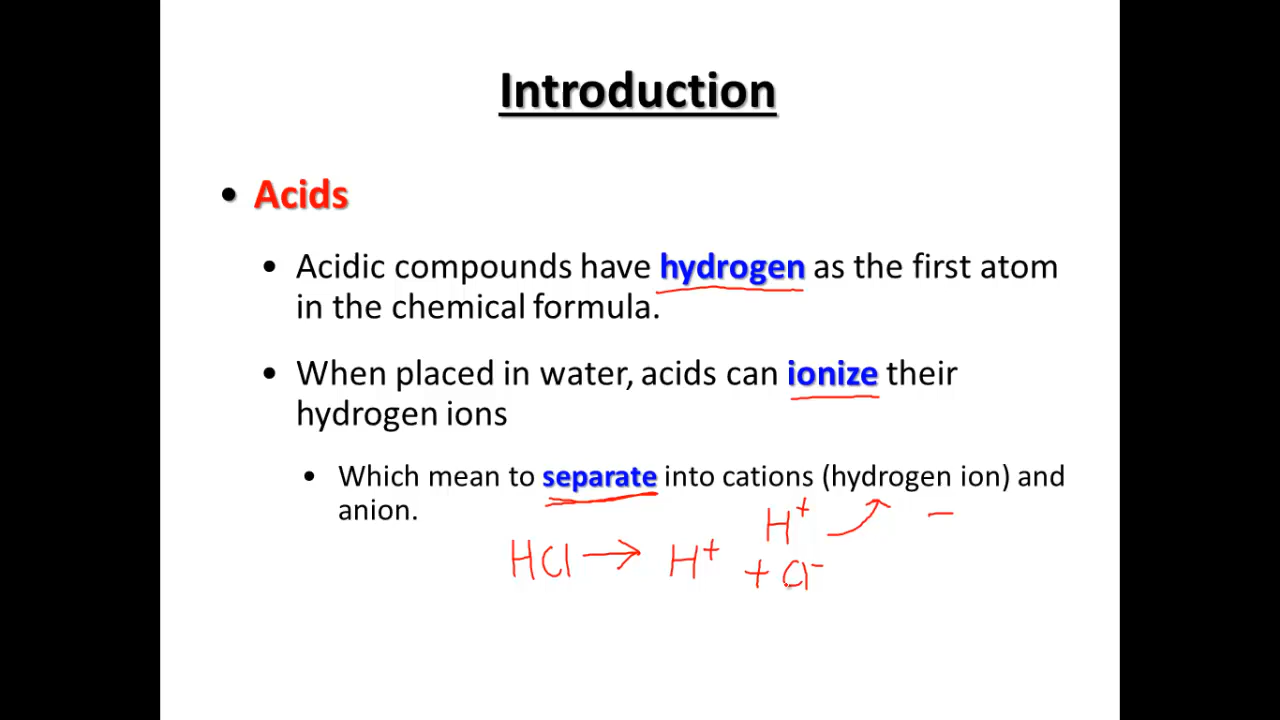 Introduction
• Acids
• Acidic compounds have hydrogen as the first atom
in the chemical formula.
• When placed in water, acids can ionize their
hydrogen ions
• Which mean to separate into cations (hydrogen ion) and
anion.
H⁺ → −
HCl → H⁺ + Cl⁻